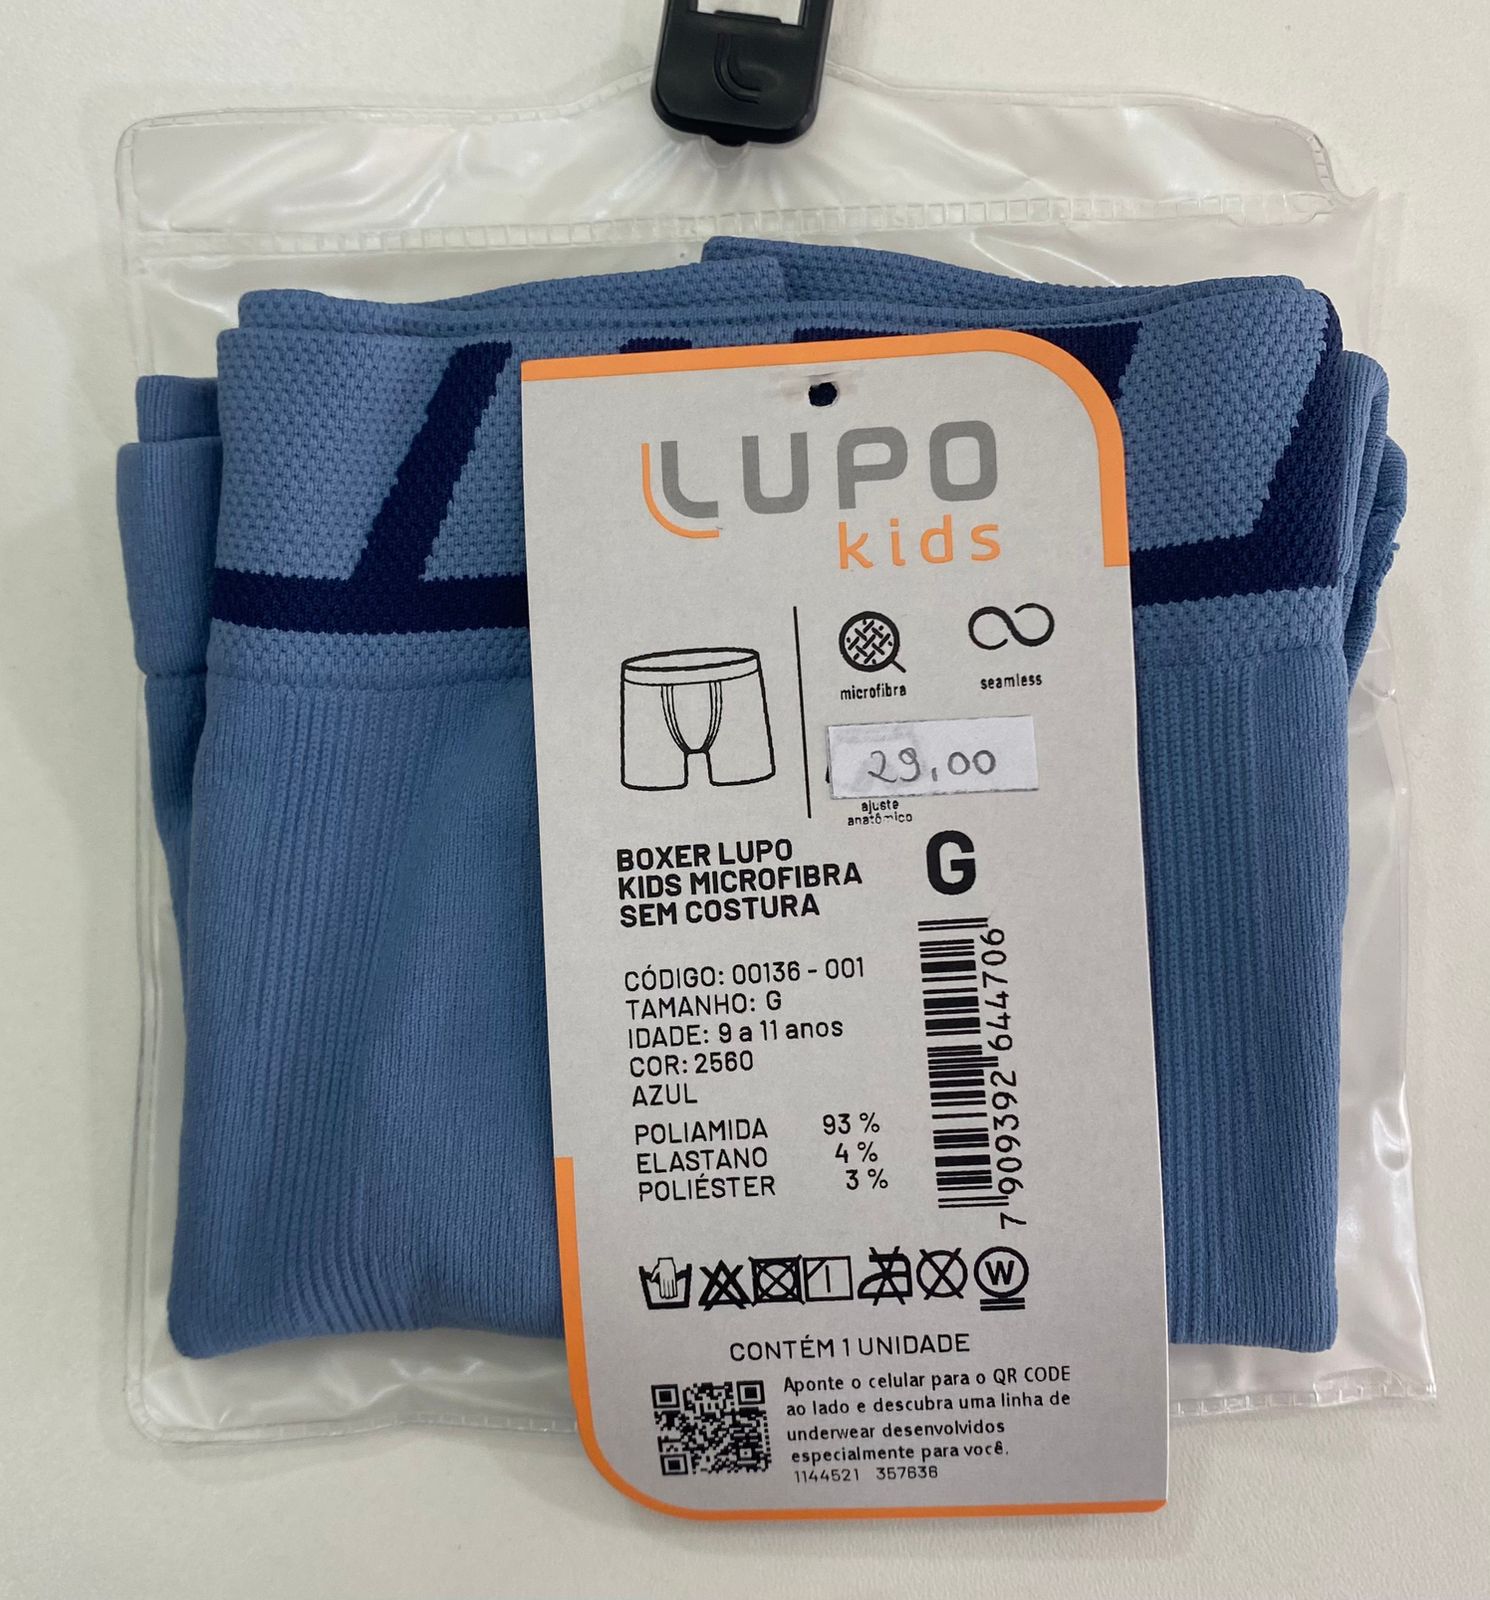 LUPO
kids
microfibra
seamless
29,00
ajuste
anatômico
BOXER LUPO
KIDS MICROFIBRA
SEM COSTURA
G
CÓDIGO: 00136 - 001
TAMANHO: G
IDADE: 9 a 11 anos
COR: 2560
AZUL
POLIAMIDA 93 %
ELASTANO 4 %
POLIÉSTER 3 %
7 909392 644706
W
CONTÉM 1 UNIDADE
Aponte o celular para o QR CODE
ao lado e descubra uma linha de
underwear desenvolvidos
especialmente para você.
1144521 357636